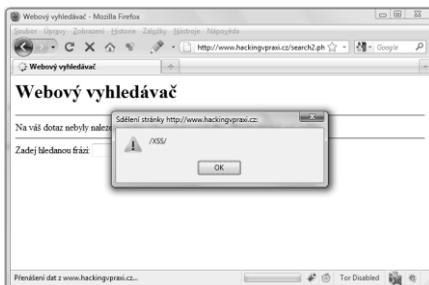 Webový vyhledávač - Mozilla Firefox
Soubor Úpravy Zobrazení Historie Záložky Nástroje Nápověda
http://www.hackingvpraxi.cz/search2.ph
Google
Webový vyhledávač
Webový vyhledávač
Na váš dotaz nebyly nalez
Sdělení stránky http://www.hackingvpraxi.cz:
/XSS/
Zadej hledanou frázi:
OK
Přenášení dat z www.hackingvpraxi.cz...
Tor Disabled